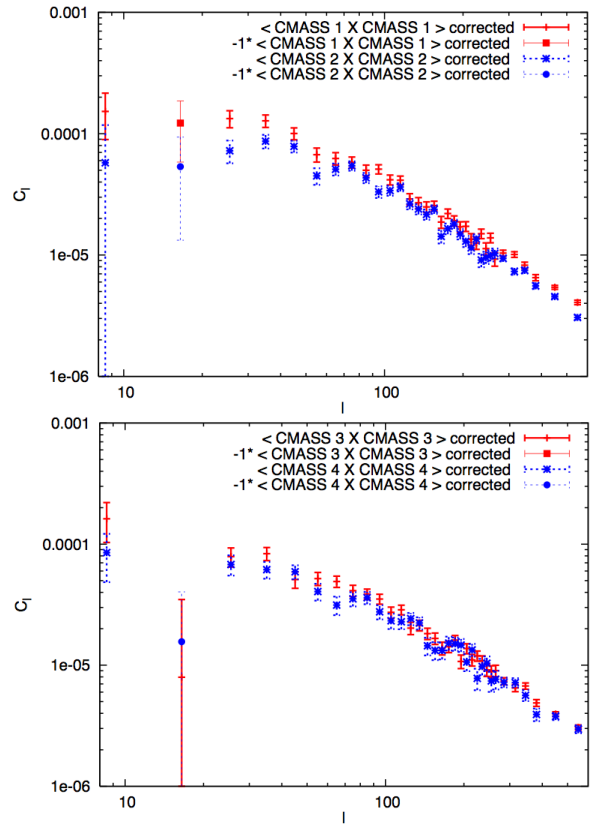 < CMASS 1 X CMASS 1 > corrected
-1* < CMASS 1 X CMASS 1 > corrected
< CMASS 2 X CMASS 2 > corrected
-1* < CMASS 2 X CMASS 2 > corrected
0.001
0.0001
1e-05
1e-06
C_l
10
100
l
< CMASS 3 X CMASS 3 > corrected
-1* < CMASS 3 X CMASS 3 > corrected
< CMASS 4 X CMASS 4 > corrected
-1* < CMASS 4 X CMASS 4 > corrected
0.001
0.0001
1e-05
1e-06
C_l
10
100
l